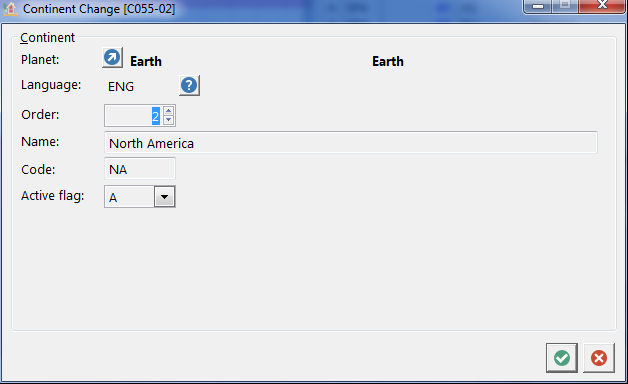 Continent Change [C055-02]
Continent
Planet: Earth Earth
Language: ENG
Order: 2
Name: North America
Code: NA
Active flag: A